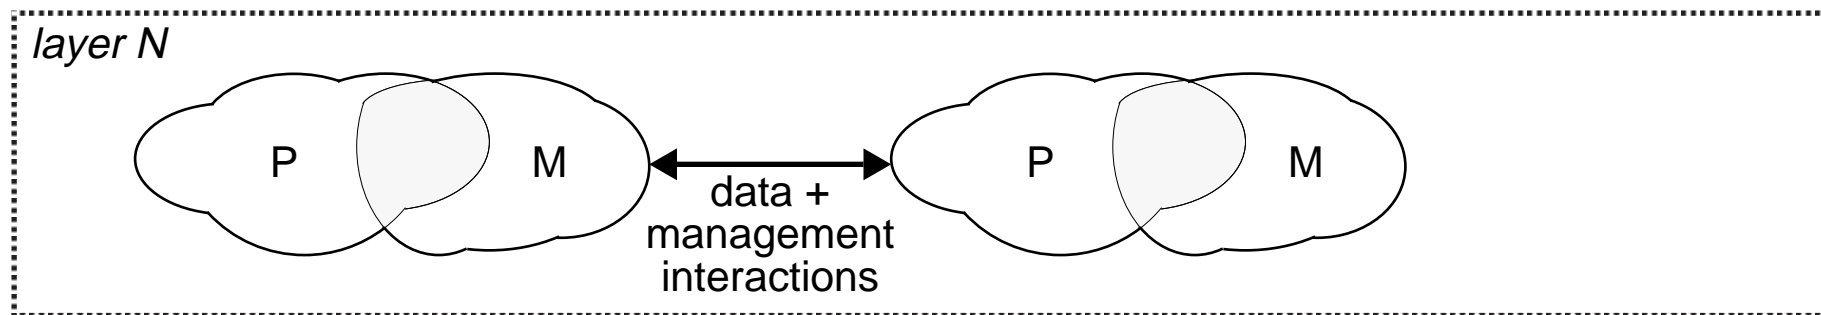 layer N
P
M
P
M
data +
management
interactions